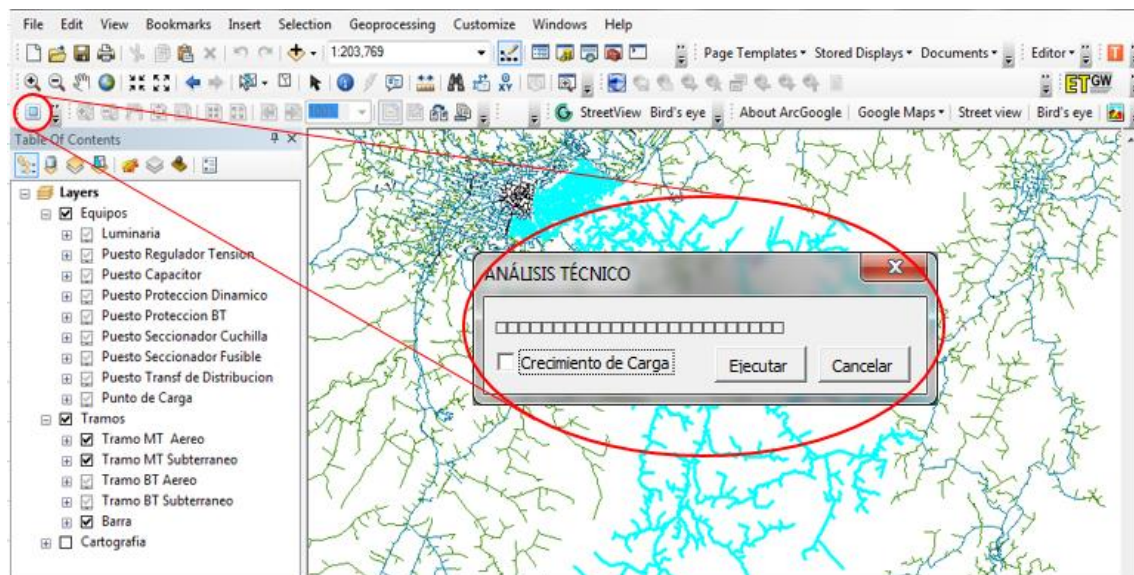 File Edit View Bookmarks Insert Selection Geoprocessing Customize Windows Help
1:203,769 Page Templates Stored Displays Documents Editor
ET GW
100% G StreetView Bird's eye About ArcGoogle Google Maps Street view Bird's eye
Table Of Contents
Layers
Equipos
Luminaria
Puesto Regulador Tension
Puesto Capacitor
Puesto Proteccion Dinamico
Puesto Proteccion BT
Puesto Seccionador Cuchilla
Puesto Seccionador Fusible
Puesto Transf de Distribucion
Punto de Carga
Tramos
Tramo MT Aereo
Tramo MT Subterraneo
Tramo BT Aereo
Tramo BT Subterraneo
Barra
Cartografia
ANÁLISIS TÉCNICO
Crecimiento de Carga Ejecutar Cancelar